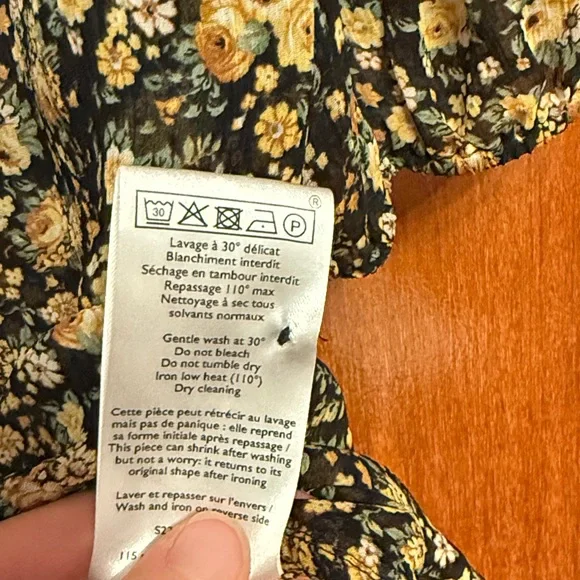 30 P ®
Lavage à 30° délicat
Blanchiment interdit
Séchage en tambour interdit
Repassage 110° max
Nettoyage à sec tous
solvants normaux
Gentle wash at 30°
Do not bleach
Do not tumble dry
Iron low heat (110°)
Dry cleaning
Cette pièce peut rétrécir au lavage
mais pas de panique : elle reprend
sa forme initiale après repassage /
This piece can shrink after washing
but not a worry: it returns to its
original shape after ironing
Laver et repasser sur l'envers /
Wash and iron on reverse side
115